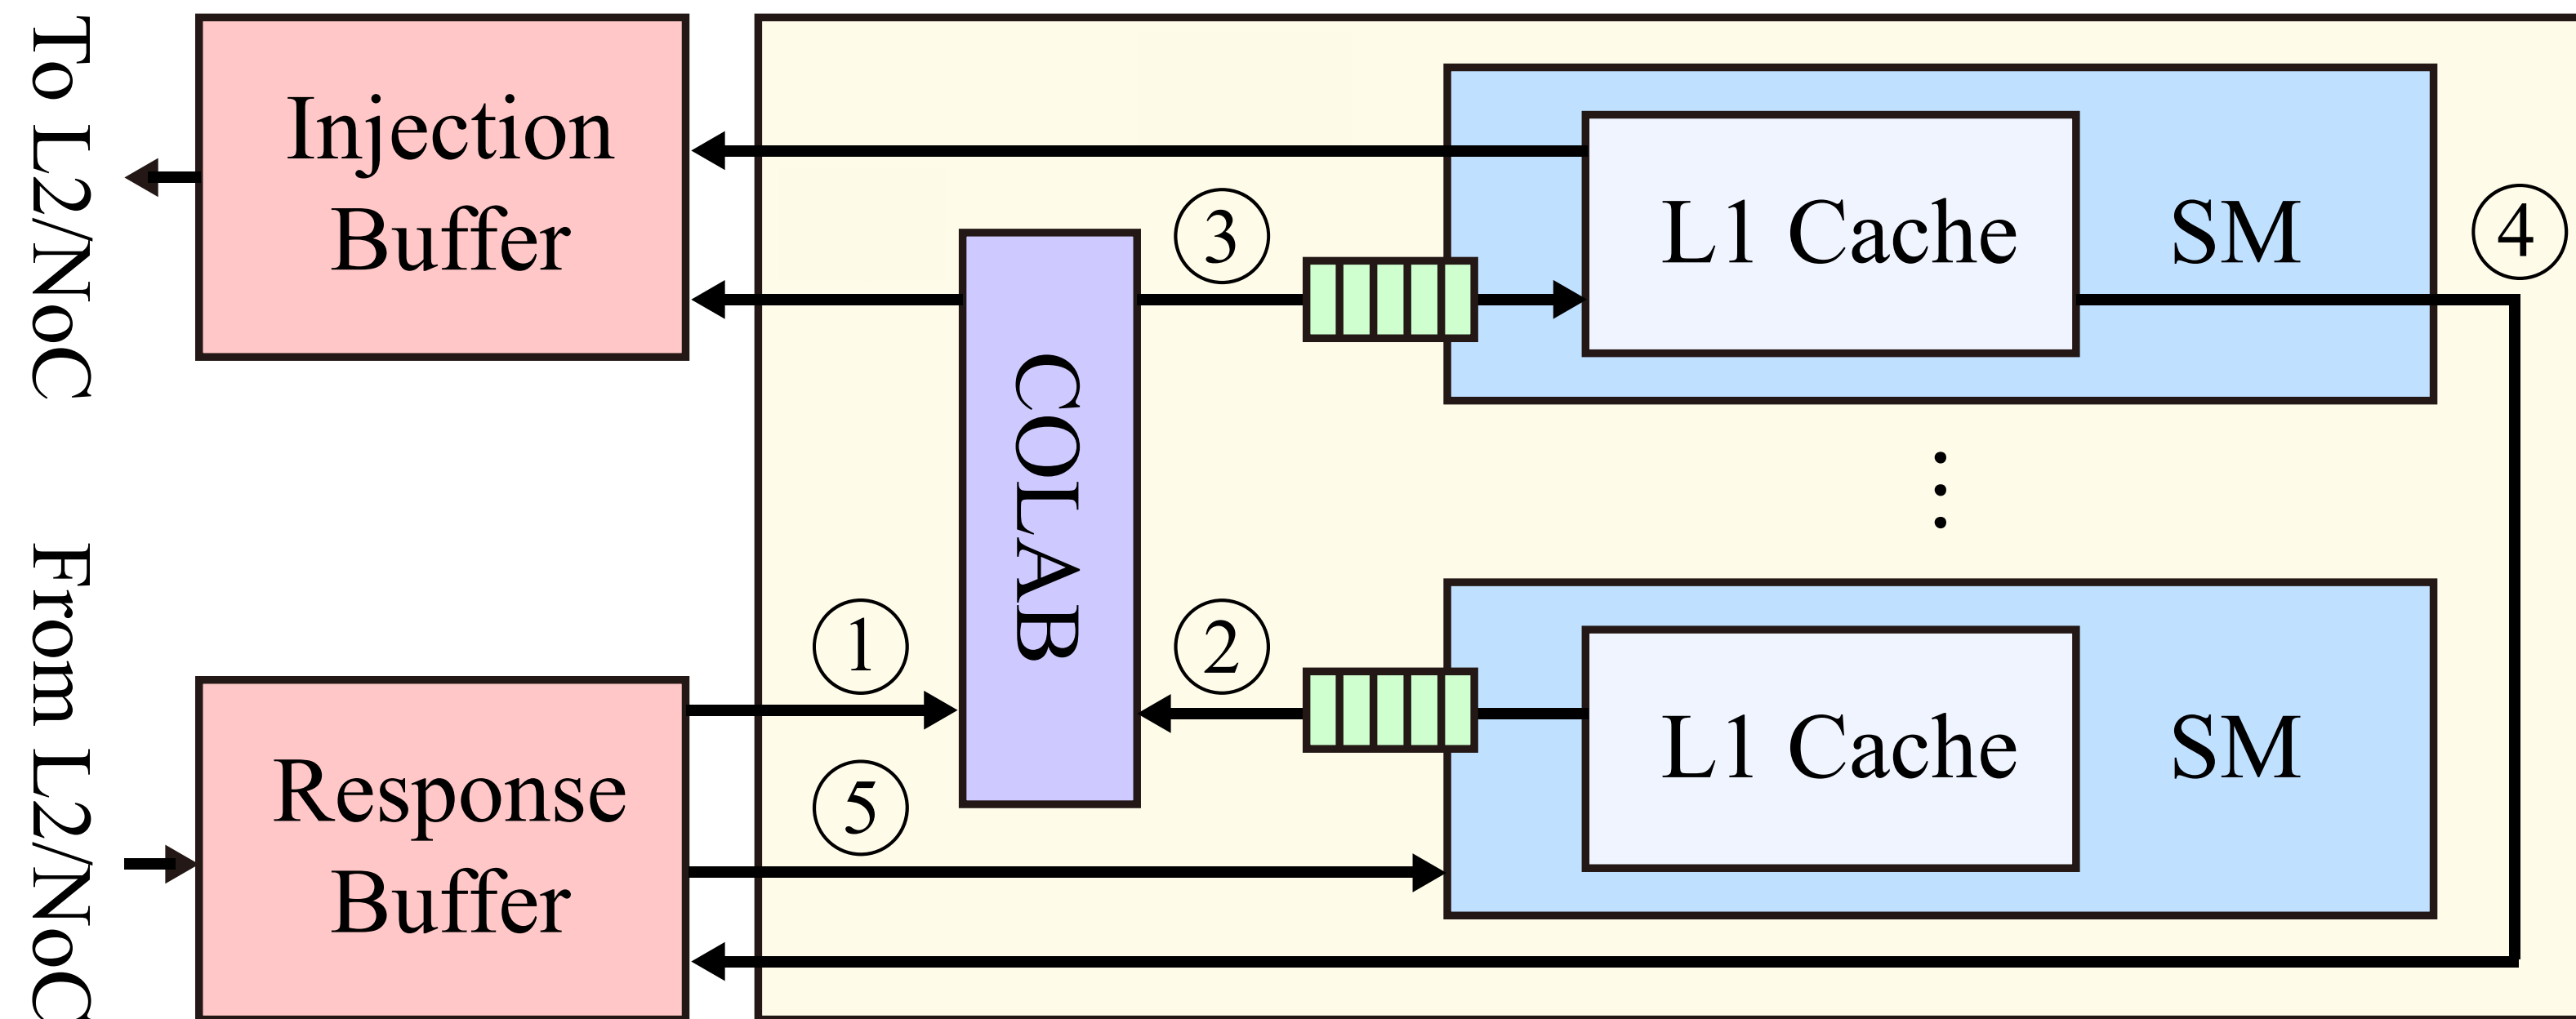 To L2/NoC
From L2/NoC
Injection
Buffer
Response
Buffer
COLAB
①
②
③
④
⑤
L1 Cache
SM
L1 Cache
SM